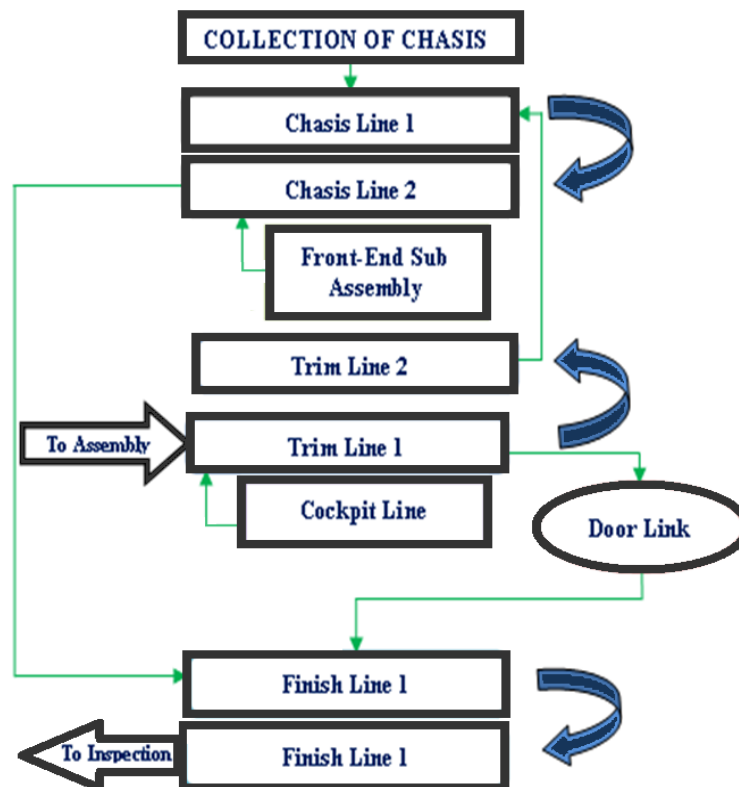 COLLECTION OF CHASIS
Chasis Line 1
Chasis Line 2
Front-End Sub
Assembly
Trim Line 2
To Assembly
Trim Line 1
Cockpit Line
Door Link
Finish Line 1
To Inspection
Finish Line 1